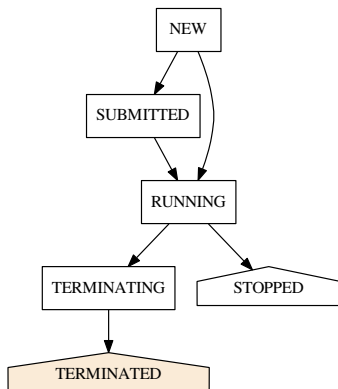 NEW
SUBMITTED
RUNNING
TERMINATING
STOPPED
TERMINATED